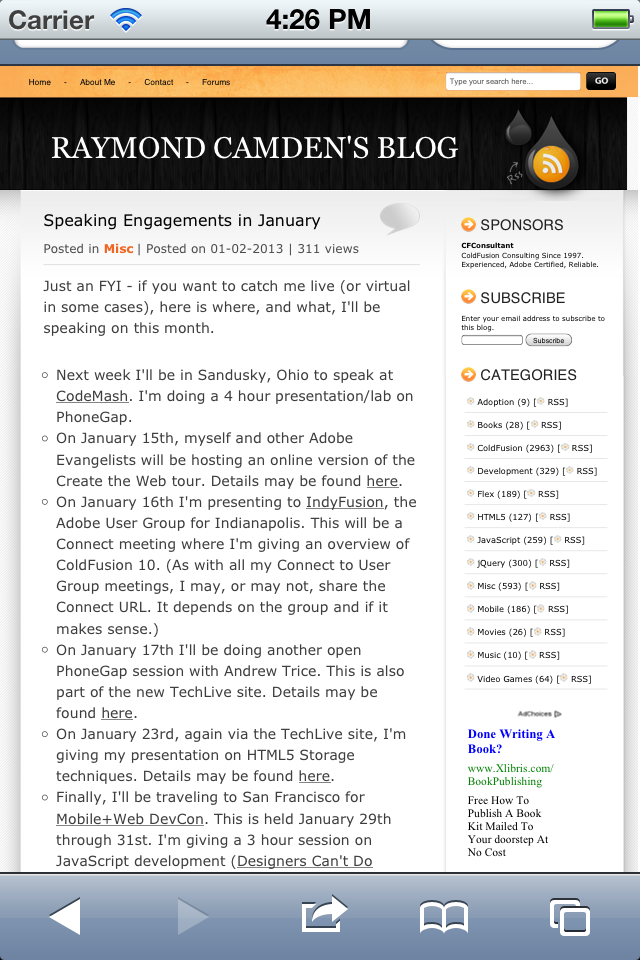 Carrier 4:26 PM
Home - About Me - Contact - Forums
Type your search here... GO
RAYMOND CAMDEN'S BLOG
Rss
Speaking Engagements in January
Posted in Misc | Posted on 01-02-2013 | 311 views
Just an FYI - if you want to catch me live (or virtual
in some cases), here is where, and what, I'll be
speaking on this month.
Next week I'll be in Sandusky, Ohio to speak at
CodeMash. I'm doing a 4 hour presentation/lab on
PhoneGap.
On January 15th, myself and other Adobe
Evangelists will be hosting an online version of the
Create the Web tour. Details may be found here.
On January 16th I'm presenting to IndyFusion, the
Adobe User Group for Indianapolis. This will be a
Connect meeting where I'm giving an overview of
ColdFusion 10. (As with all my Connect to User
Group meetings, I may, or may not, share the
Connect URL. It depends on the group and if it
makes sense.)
On January 17th I'll be doing another open
PhoneGap session with Andrew Trice. This is also
part of the new TechLive site. Details may be
found here.
On January 23rd, again via the TechLive site, I'm
giving my presentation on HTML5 Storage
techniques. Details may be found here.
Finally, I'll be traveling to San Francisco for
Mobile+Web DevCon. This is held January 29th
through 31st. I'm giving a 3 hour session on
JavaScript development (Designers Can't Do
SPONSORS
CFConsultant
ColdFusion Consulting Since 1997.
Experienced, Adobe Certified, Reliable.
SUBSCRIBE
Enter your email address to subscribe to
this blog.
Subscribe
CATEGORIES
Adoption (9) [ RSS]
Books (28) [ RSS]
ColdFusion (2963) [ RSS]
Development (329) [ RSS]
Flex (189) [ RSS]
HTML5 (127) [ RSS]
JavaScript (259) [ RSS]
jQuery (300) [ RSS]
Misc (593) [ RSS]
Mobile (186) [ RSS]
Movies (26) [ RSS]
Music (10) [ RSS]
Video Games (64) [ RSS]
AdChoices
Done Writing A
Book?
www.Xlibris.com/
BookPublishing
Free How To
Publish A Book
Kit Mailed To
Your doorstep At
No Cost